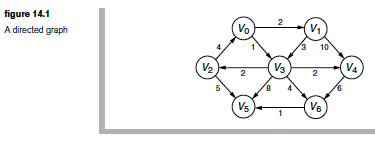 figure 14.1
A directed graph
2
V0 V1
4 1 3 10
V2 2 V3 2 V4
5 8 4 6
V5 1 V6